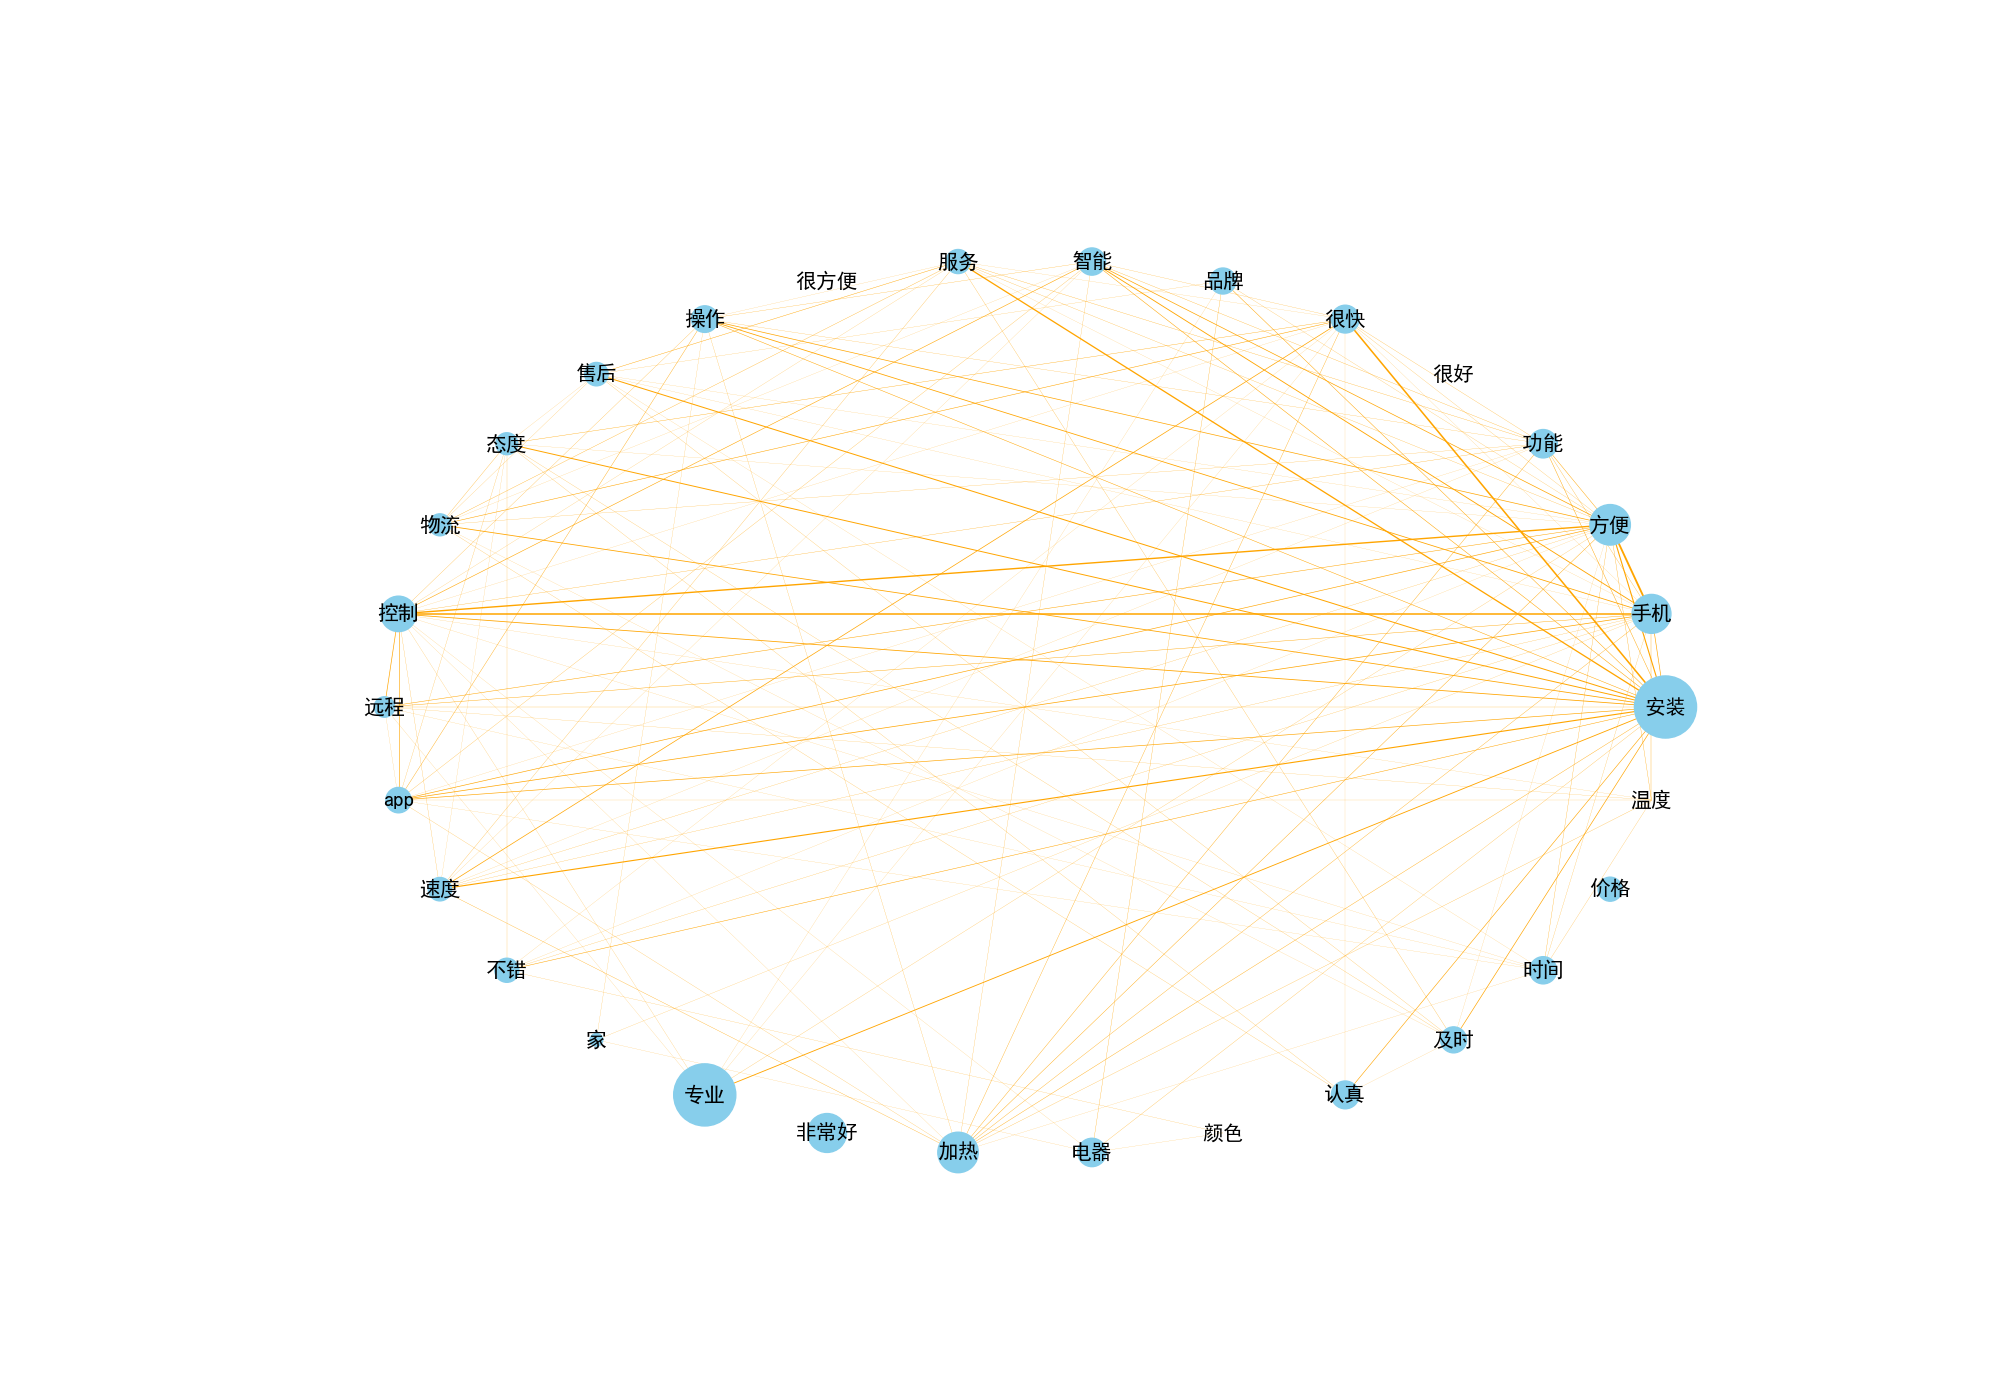 服务
智能
很方便
品牌
操作
很快
售后
很好
态度
功能
物流
方便
控制
手机
远程
安装
app
温度
速度
价格
不错
时间
家
及时
专业
认真
非常好
颜色
加热
电器